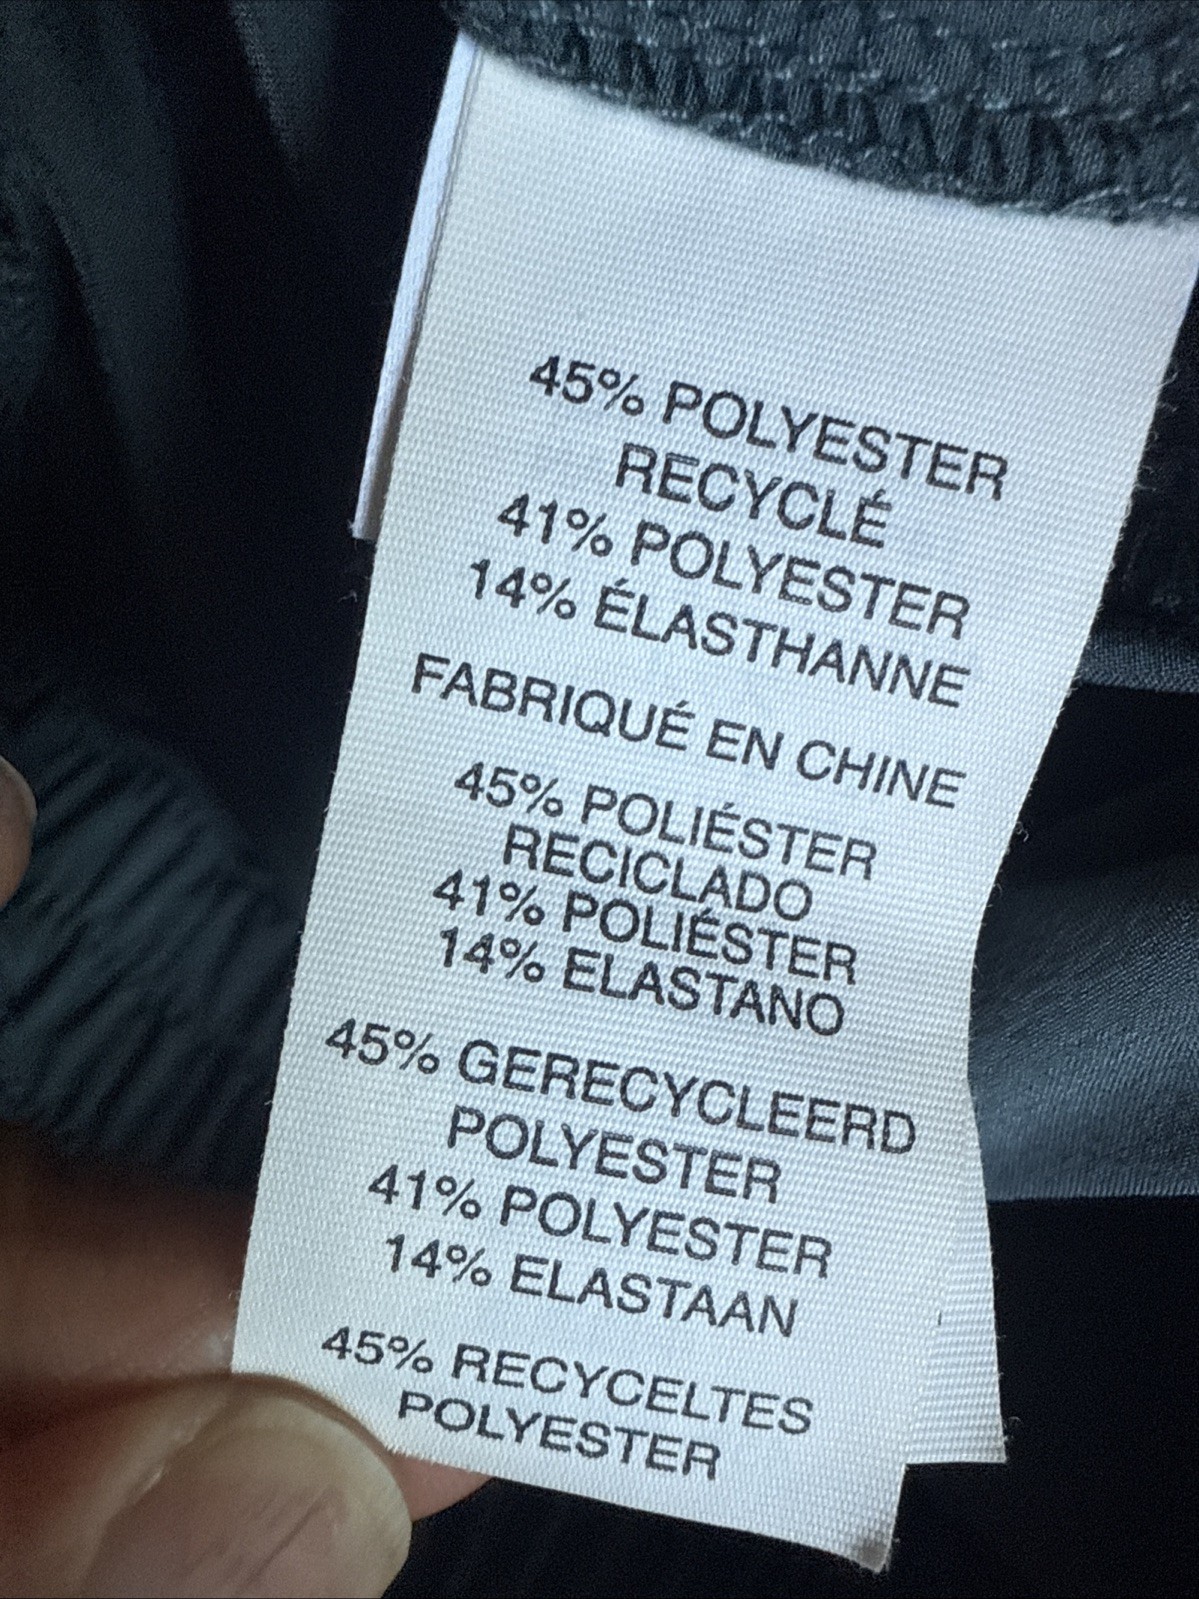 45% POLYESTER
RECYCLÉ
41% POLYESTER
14% ÉLASTHANNE
FABRIQUÉ EN CHINE
45% POLIÉSTER
RECICLADO
41% POLIÉSTER
14% ELASTANO
45% GERECYCLEERD
POLYESTER
41% POLYESTER
14% ELASTAAN
45% RECYCELTES
POLYESTER